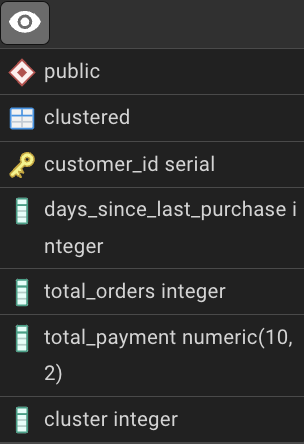 public
clustered
customer_id serial
days_since_last_purchase i
nteger
total_orders integer
total_payment numeric(10,
2)
cluster integer